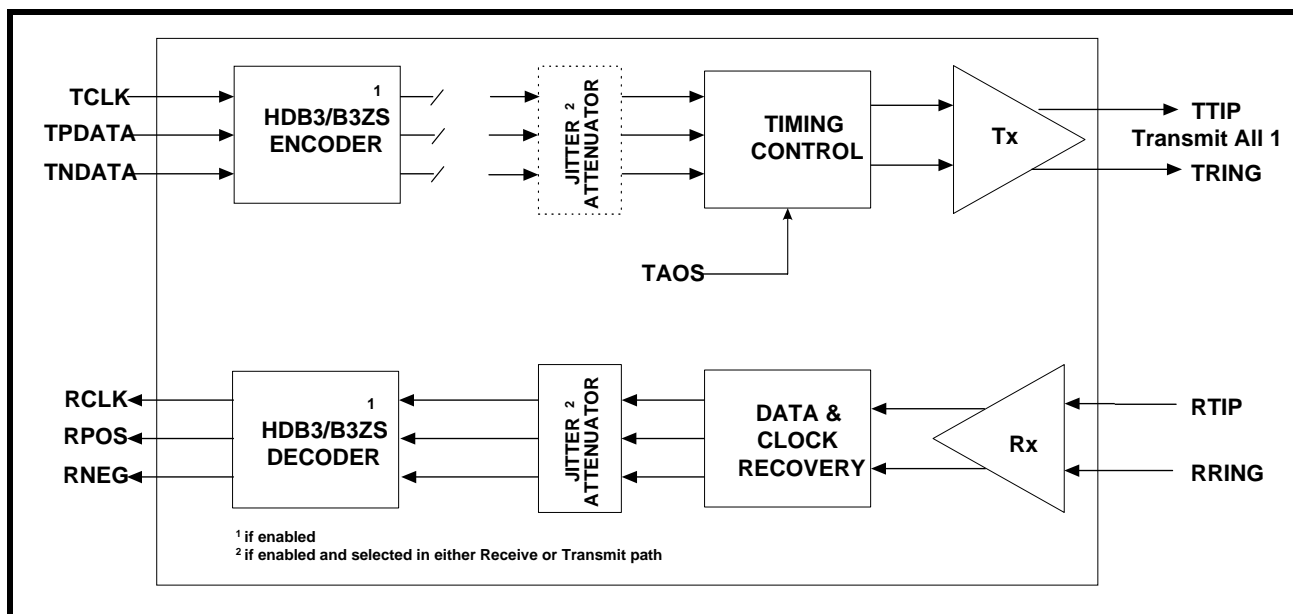 TCLK
TPDATA
TNDATA
1
HDB3/B3ZS
ENCODER
JITTER 2
ATTENUATOR
TIMING
CONTROL
Tx
TTIP
Transmit All 1
TRING
TAOS
RCLK
RPOS
RNEG
1
HDB3/B3ZS
DECODER
JITTER 2
ATTENUATOR
DATA &
CLOCK
RECOVERY
Rx
RTIP
RRING
1 if enabled
2 if enabled and selected in either Receive or Transmit path